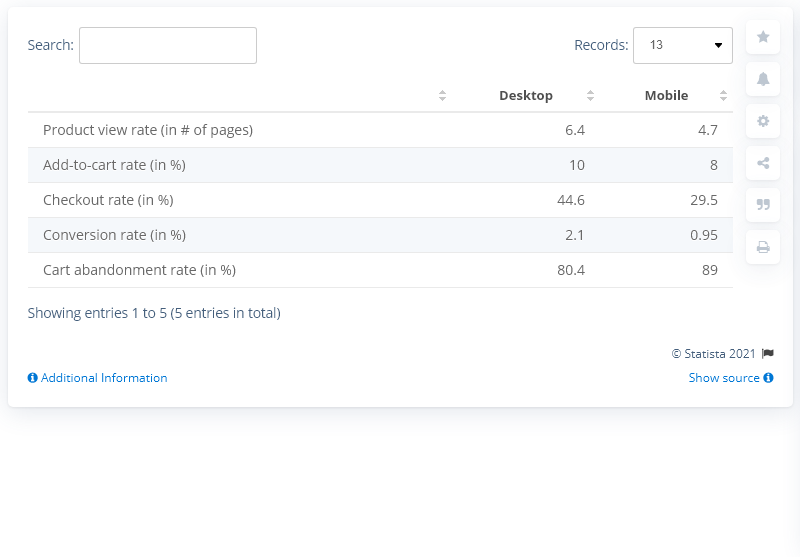 Search: Records: 13
Desktop Mobile
Product view rate (in # of pages) 6.4 4.7
Add-to-cart rate (in %) 10 8
Checkout rate (in %) 44.6 29.5
Conversion rate (in %) 2.1 0.95
Cart abandonment rate (in %) 80.4 89
Showing entries 1 to 5 (5 entries in total)
© Statista 2021
Additional Information Show source